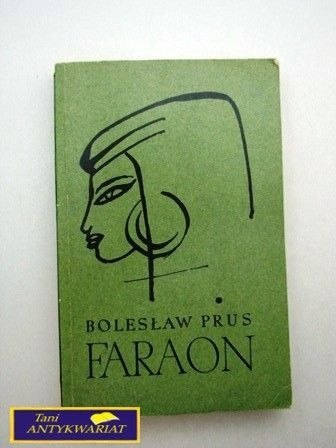 BOLESŁAW PRUS
FARAON
Tani
ANTYKWARIAT